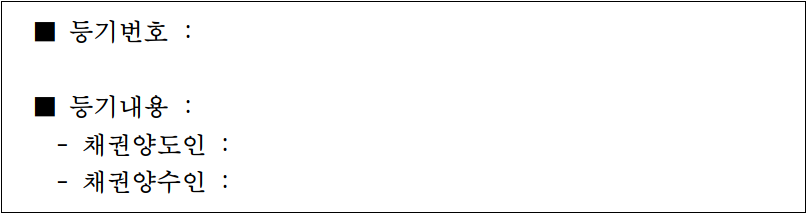 ■ 등기번호 :
■ 등기내용 :
- 채권양도인 :
- 채권양수인 :